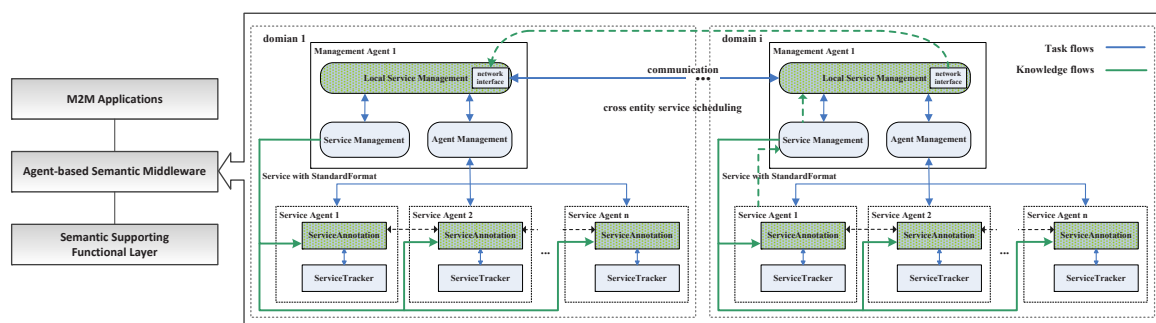 M2M Applications
Agent-based Semantic Middleware
Semantic Supporting
Functional Layer
domian 1
Management Agent 1
Local Service Management
network
interface
Service Management
Agent Management
Service with StandardFormat
Service Agent 1
ServiceAnnotation
ServiceTracker
Service Agent 2
ServiceAnnotation
ServiceTracker
...
Service Agent n
ServiceAnnotation
ServiceTracker
communication
...
cross entity service scheduling
domain i
Management Agent 1
Local Service Management
network
interface
Service Management
Agent Management
Service with StandardFormat
Service Agent 1
ServiceAnnotation
ServiceTracker
Service Agent 2
ServiceAnnotation
ServiceTracker
...
Service Agent n
ServiceAnnotation
ServiceTracker
Task flows
Knowledge flows